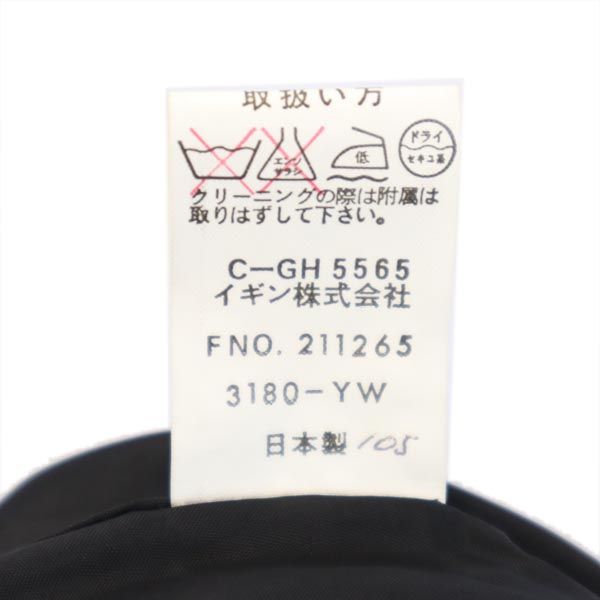 取扱い方
エンソ サラシ 低 ドライ セキユ系
クリーニングの際は附属は
取りはずして下さい。
C-GH 5565
イギン株式会社
FNO. 211265
3180-YW
日本製 105